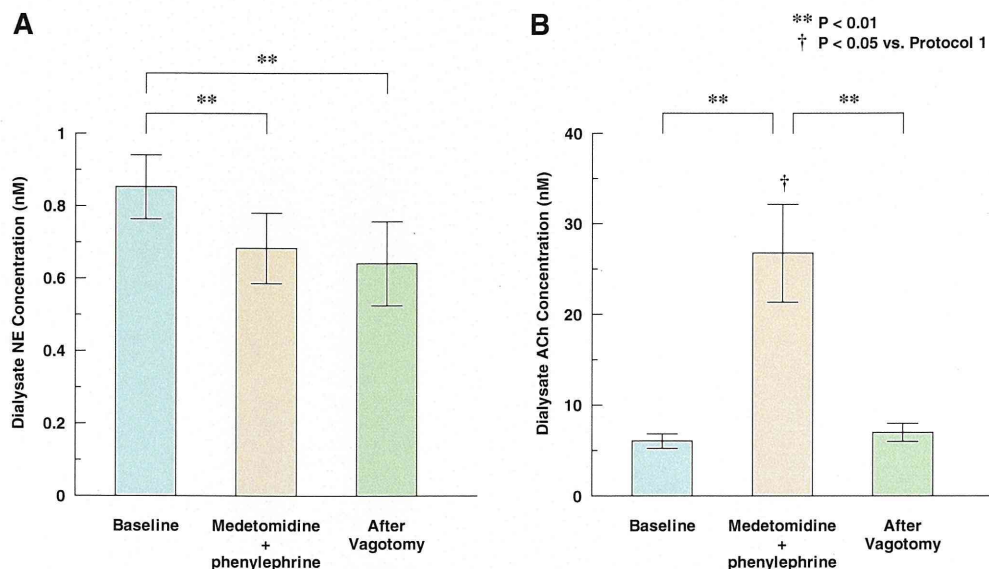 A
B
** P < 0.01
† P < 0.05 vs. Protocol 1
**
**
**
**
Dialysate NE Concentration (nM)
1
0.8
0.6
0.4
0.2
0
Baseline
Medetomidine
+
phenylephrine
After
Vagotomy
Dialysate ACh Concentration (nM)
40
30
20
10
0
†
Baseline
Medetomidine
+
phenylephrine
After
Vagotomy